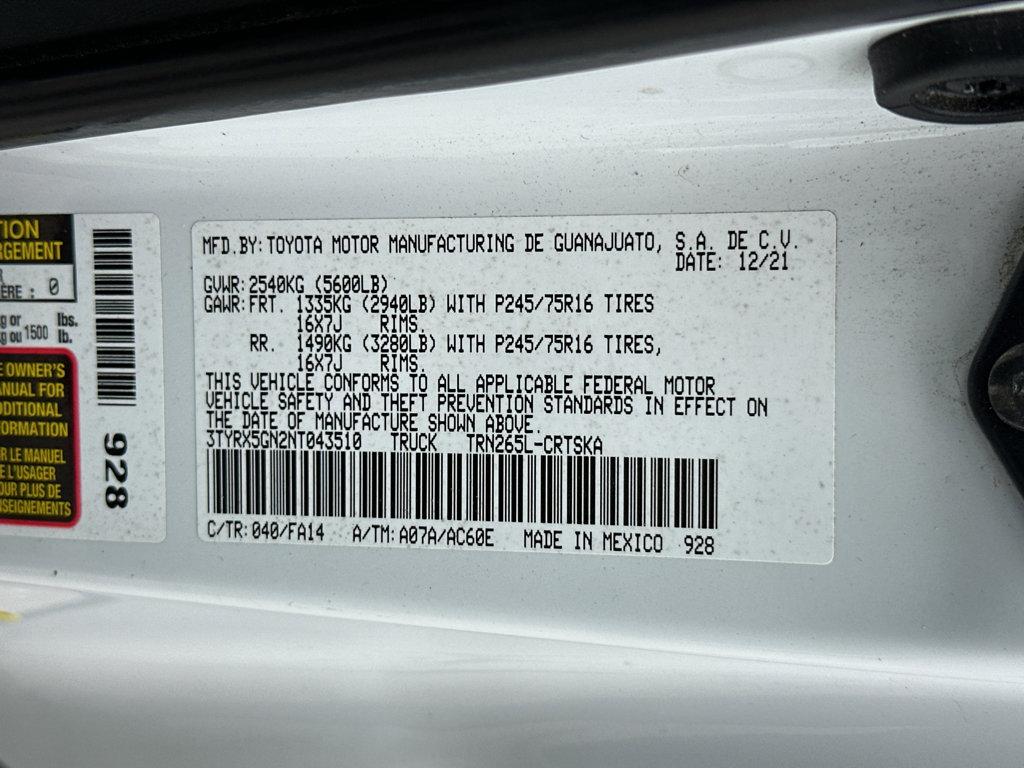 TION
RGEMENT
R
ÈRE : 0
g or lbs.
kg ou 1500 lb.
E OWNER'S
ANUAL FOR
DDITIONAL
FORMATION
R LE MANUEL
E L'USAGER
OUR PLUS DE
NSEIGNEMENTS
928
MFD.BY:TOYOTA MOTOR MANUFACTURING DE GUANAJUATO, S.A. DE C.V.
DATE: 12/21
GVWR:2540KG (5600LB)
GAWR:FRT. 1335KG (2940LB) WITH P245/75R16 TIRES
16X7J RIMS.
RR. 1490KG (3280LB) WITH P245/75R16 TIRES,
16X7J RIMS.
THIS VEHICLE CONFORMS TO ALL APPLICABLE FEDERAL MOTOR
VEHICLE SAFETY AND THEFT PREVENTION STANDARDS IN EFFECT ON
THE DATE OF MANUFACTURE SHOWN ABOVE.
3TYRX5GN2NT043510 TRUCK TRN265L-CRTSKA
C/TR:040/FA14 A/TM:A07A/AC60E MADE IN MEXICO 928